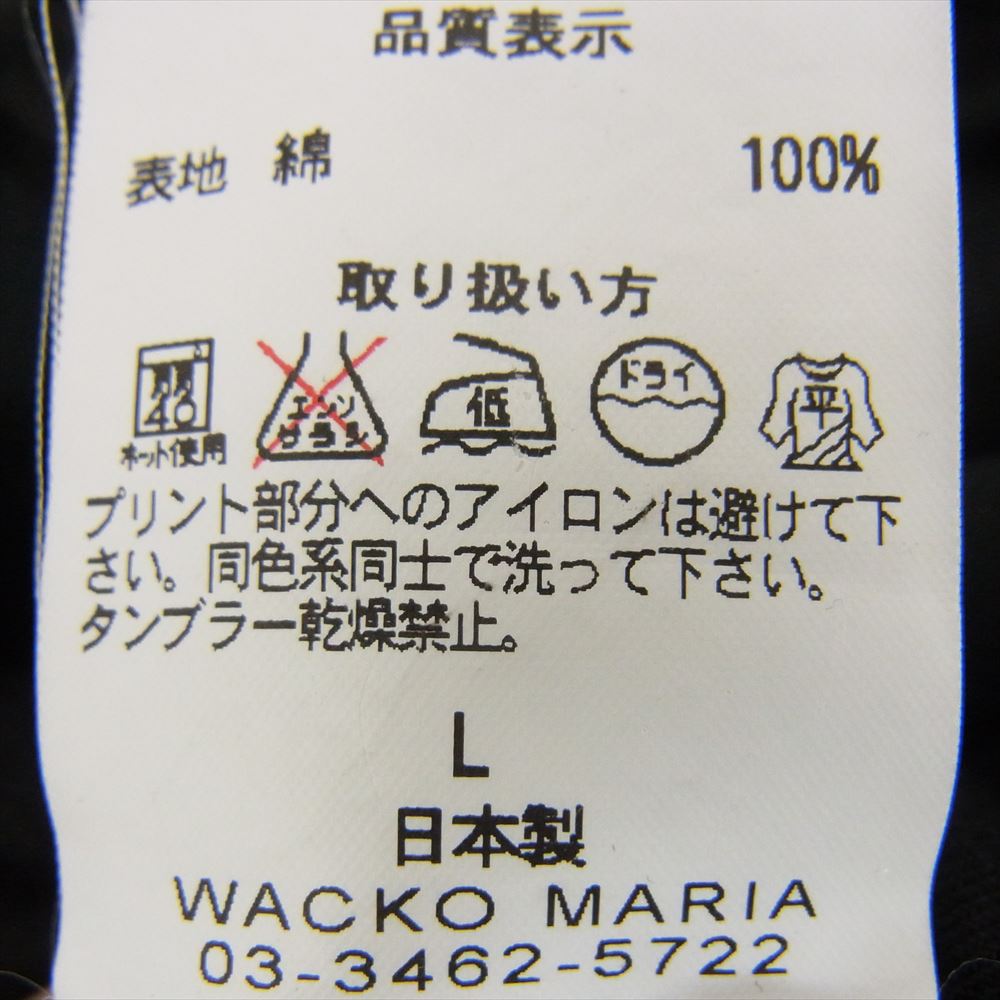 品質表示
表地 綿 100%
取り扱い方
弱 40 エンソ サラシ 低 ドライ 平
ネット使用
プリント部分へのアイロンは避けて下
さい。同色系同士で洗って下さい。
タンブラー乾燥禁止。
L
日本製
WACKO MARIA
03-3462-5722